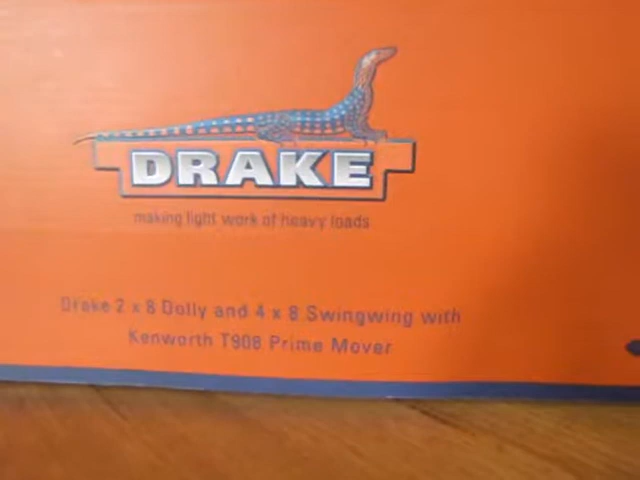 DRAKE
making light work of heavy loads
Drake 2 x 8 Dolly and 4 x 8 Swingwing with
Kenworth T908 Prime Mover